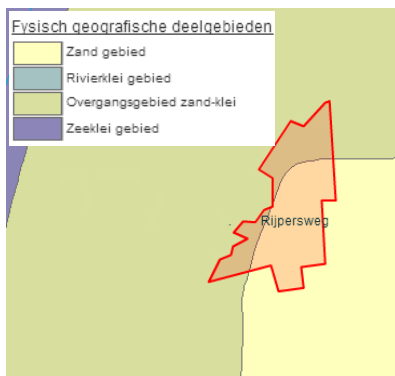 Fysisch geografische deelgebieden
Zand gebied
Rivierklei gebied
Overgangsgebied zand-klei
Zeeklei gebied
Rijpersweg